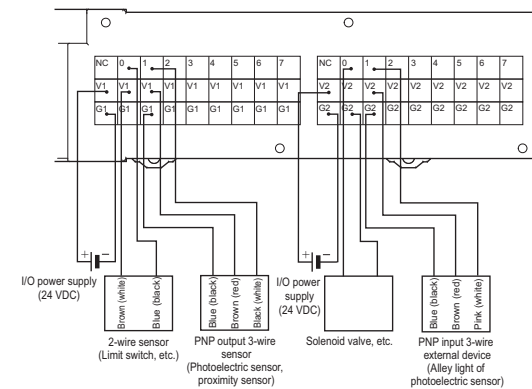 NC 0 1 2 3 4 5 6 7 NC 0 1 2 3 4 5 6 7
V1 V1 V1 V1 V1 V1 V1 V1 V1 V2 V2 V2 V2 V2 V2 V2 V2 V2
G1 G1 G1 G1 G1 G1 G1 G1 G1 G2 G2 G2 G2 G2 G2 G2 G2 G2
+ −
I/O power supply
(24 VDC)
Brown (white)
Blue (black)
2-wire sensor
(Limit switch, etc.)
Blue (black)
Brown (red)
Black (white)
PNP output 3-wire
sensor
(Photoelectric sensor,
proximity sensor)
+ −
I/O power
supply
(24 VDC)
Solenoid valve, etc.
Blue (black)
Brown (red)
Pink (white)
PNP input 3-wire
external device
(Alley light of
photoelectric sensor)